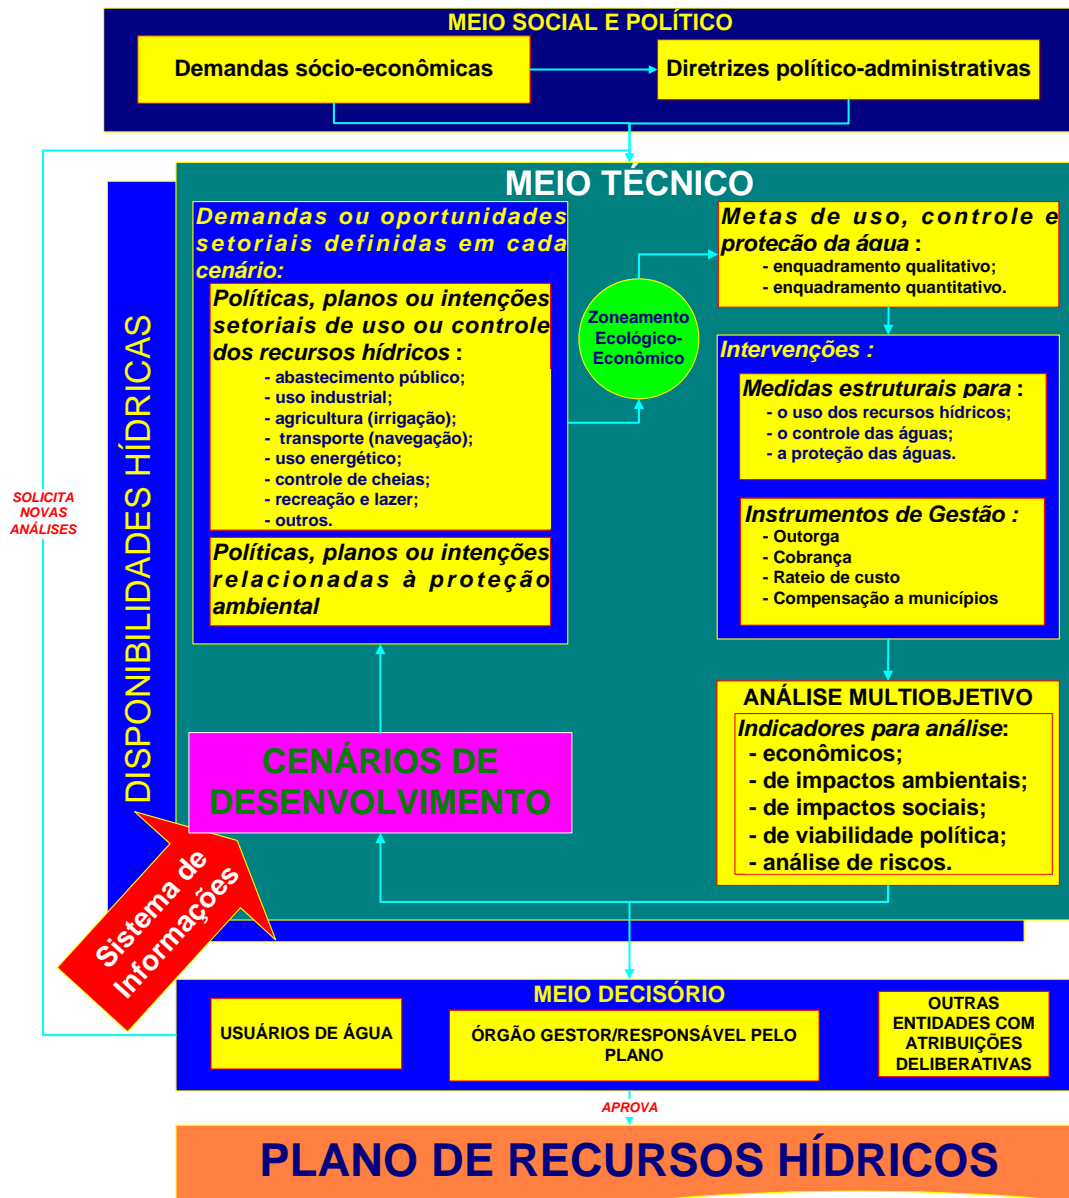 MEIO SOCIAL E POLÍTICO
Demandas sócio-econômicas
Diretrizes político-administrativas
MEIO TÉCNICO
Demandas ou oportunidades
setoriais definidas em cada
cenário:
Políticas, planos ou intenções
setoriais de uso ou controle
dos recursos hídricos :
- abastecimento público;
- uso industrial;
- agricultura (irrigação);
- transporte (navegação);
- uso energético;
- controle de cheias;
- recreação e lazer;
- outros.
Políticas, planos ou intenções
relacionadas à proteção
ambiental
Zoneamento
Ecológico-
Econômico
Metas de uso, controle e
proteção da água :
- enquadramento qualitativo;
- enquadramento quantitativo.
Intervenções :
Medidas estruturais para :
- o uso dos recursos hídricos;
- o controle das águas;
- a proteção das águas.
Instrumentos de Gestão :
- Outorga
- Cobrança
- Rateio de custo
- Compensação a municípios
ANÁLISE MULTIOBJETIVO
Indicadores para análise:
- econômicos;
- de impactos ambientais;
- de impactos sociais;
- de viabilidade política;
- análise de riscos.
CENÁRIOS DE
DESENVOLVIMENTO
DISPONIBILIDADES HÍDRICAS
SOLICITA
NOVAS
ANÁLISES
Sistema de
Informações
MEIO DECISÓRIO
USUÁRIOS DE ÁGUA
ÓRGÃO GESTOR/RESPONSÁVEL PELO
PLANO
OUTRAS
ENTIDADES COM
ATRIBUIÇÕES
DELIBERATIVAS
APROVA
PLANO DE RECURSOS HÍDRICOS